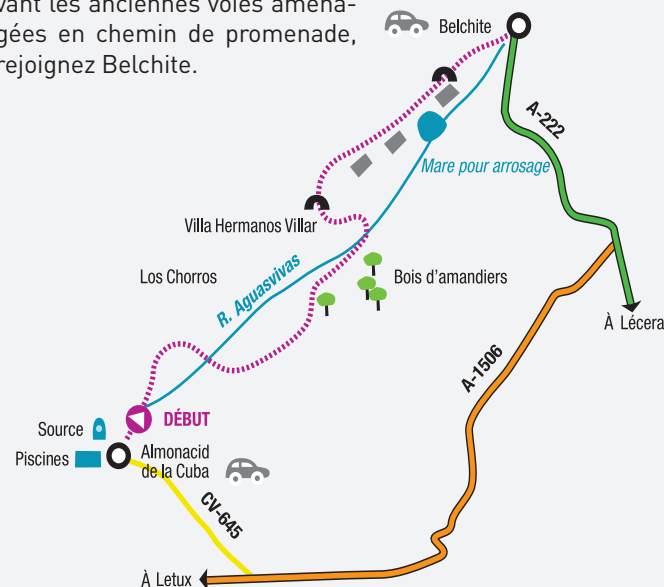 vant les anciennes voies aména-
gées en chemin de promenade,
rejoignez Belchite.
Belchite
A-222
Mare pour arrosage
Villa Hermanos Villar
Los Chorros
R. Aguasvivas
Bois d'amandiers
À Lécera
A-1506
DÉBUT
Source
Piscines
Almonacid
de la Cuba
CV-645
À Letux